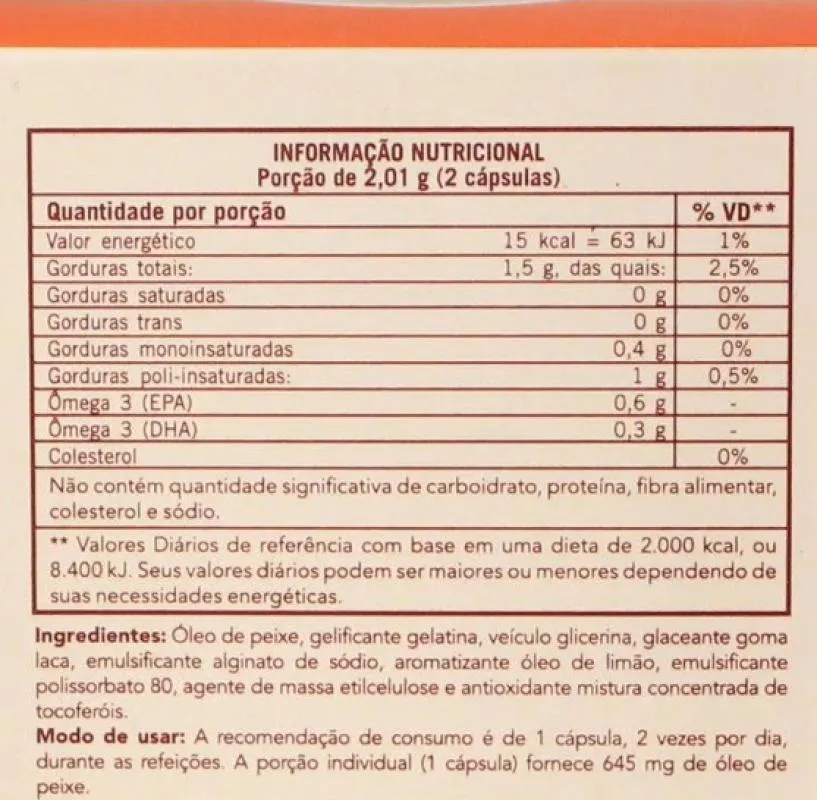 INFORMAÇÃO NUTRICIONAL
Porção de 2,01 g (2 cápsulas)
Quantidade por porção % VD**
Valor energético 15 kcal = 63 kJ 1%
Gorduras totais: 1,5 g, das quais: 2,5%
Gorduras saturadas 0 g 0%
Gorduras trans 0 g 0%
Gorduras monoinsaturadas 0,4 g 0%
Gorduras poli-insaturadas: 1 g 0,5%
Ômega 3 (EPA) 0,6 g -
Ômega 3 (DHA) 0,3 g -
Colesterol 0%
Não contém quantidade significativa de carboidrato, proteína, fibra alimentar,
colesterol e sódio.
** Valores Diários de referência com base em uma dieta de 2.000 kcal, ou
8.400 kJ. Seus valores diários podem ser maiores ou menores dependendo de
suas necessidades energéticas.
Ingredientes: Óleo de peixe, gelificante gelatina, veículo glicerina, glaceante goma
laca, emulsificante alginato de sódio, aromatizante óleo de limão, emulsificante
polissorbato 80, agente de massa etilcelulose e antioxidante mistura concentrada de
tocoferóis.
Modo de usar: A recomendação de consumo é de 1 cápsula, 2 vezes por dia,
durante as refeições. A porção individual (1 cápsula) fornece 645 mg de óleo de
peixe.